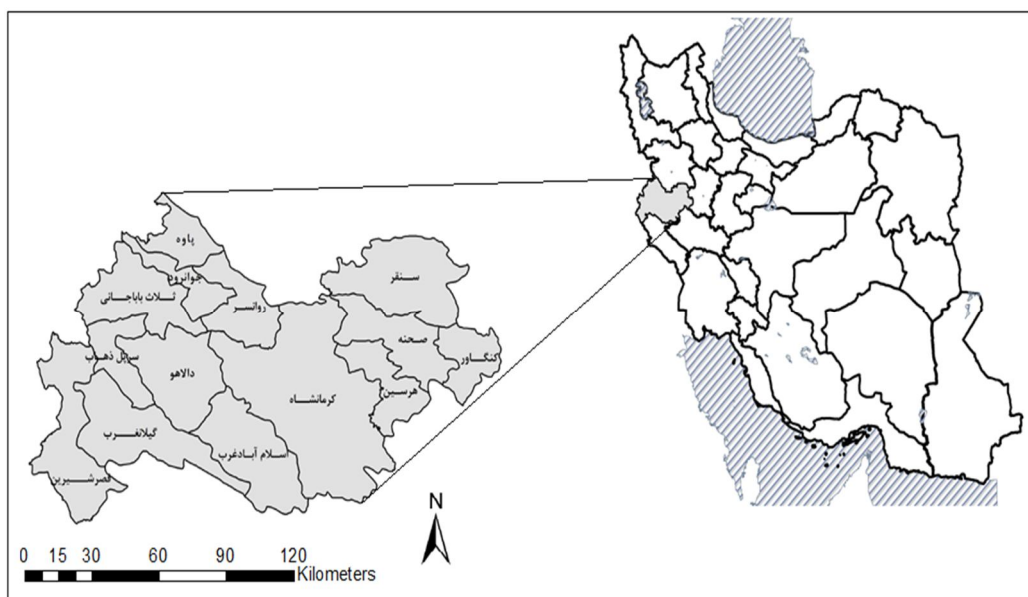 پاوه
جوانرود
ثلاث باباجانی
روانسر
سنقر
صحنه
کنگاور
سرپل ذهاب
دالاهو
هرسین
کرمانشاه
گیلانغرب
اسلام آبادغرب
قصرشیرین
N
0 15 30 60 90 120
Kilometers